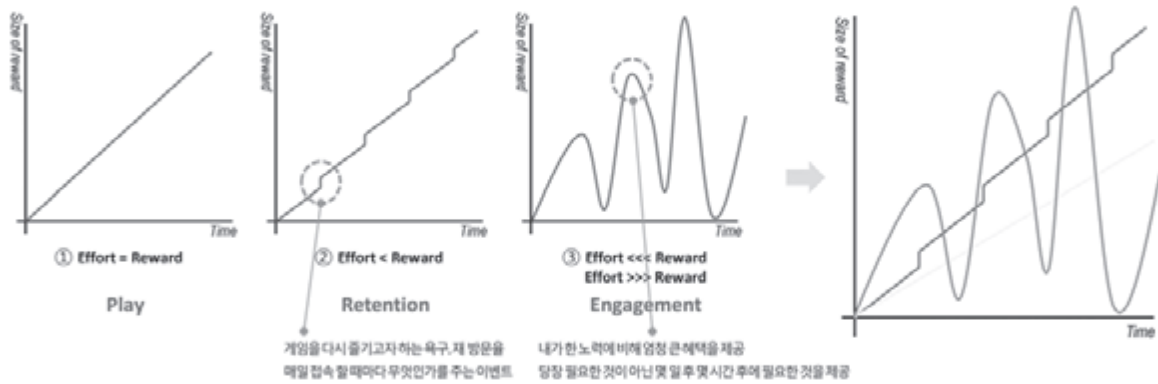 Size of reward
Time
① Effort = Reward
Play
Size of reward
Time
② Effort < Reward
Retention
게임을 다시 즐기고자 하는 욕구, 재 방문율
매일 접속 할 때마다 무엇인가를 주는 이벤트
Size of reward
Time
③ Effort <<< Reward
Effort >>> Reward
Engagement
내가 한 노력에 비해 엄청 큰 혜택을 제공
당장 필요한 것이 아닌 몇 일 후 몇 시간 후에 필요한 것을 제공
Size of reward
Time